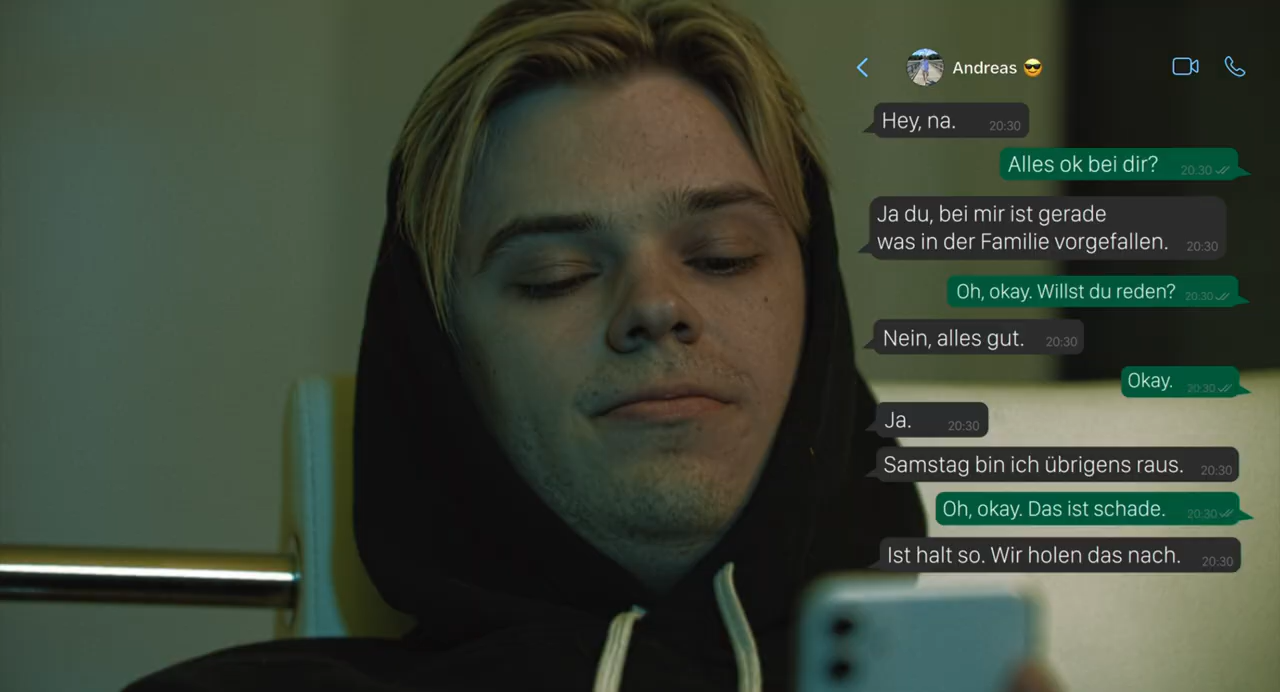 Andreas 😎
Hey, na. 20:30
Alles ok bei dir? 20:30
Ja du, bei mir ist gerade
was in der Familie vorgefallen. 20:30
Oh, okay. Willst du reden? 20:30
Nein, alles gut. 20:30
Okay. 20:30
Ja. 20:30
Samstag bin ich übrigens raus. 20:30
Oh, okay. Das ist schade. 20:30
Ist halt so. Wir holen das nach. 20:30